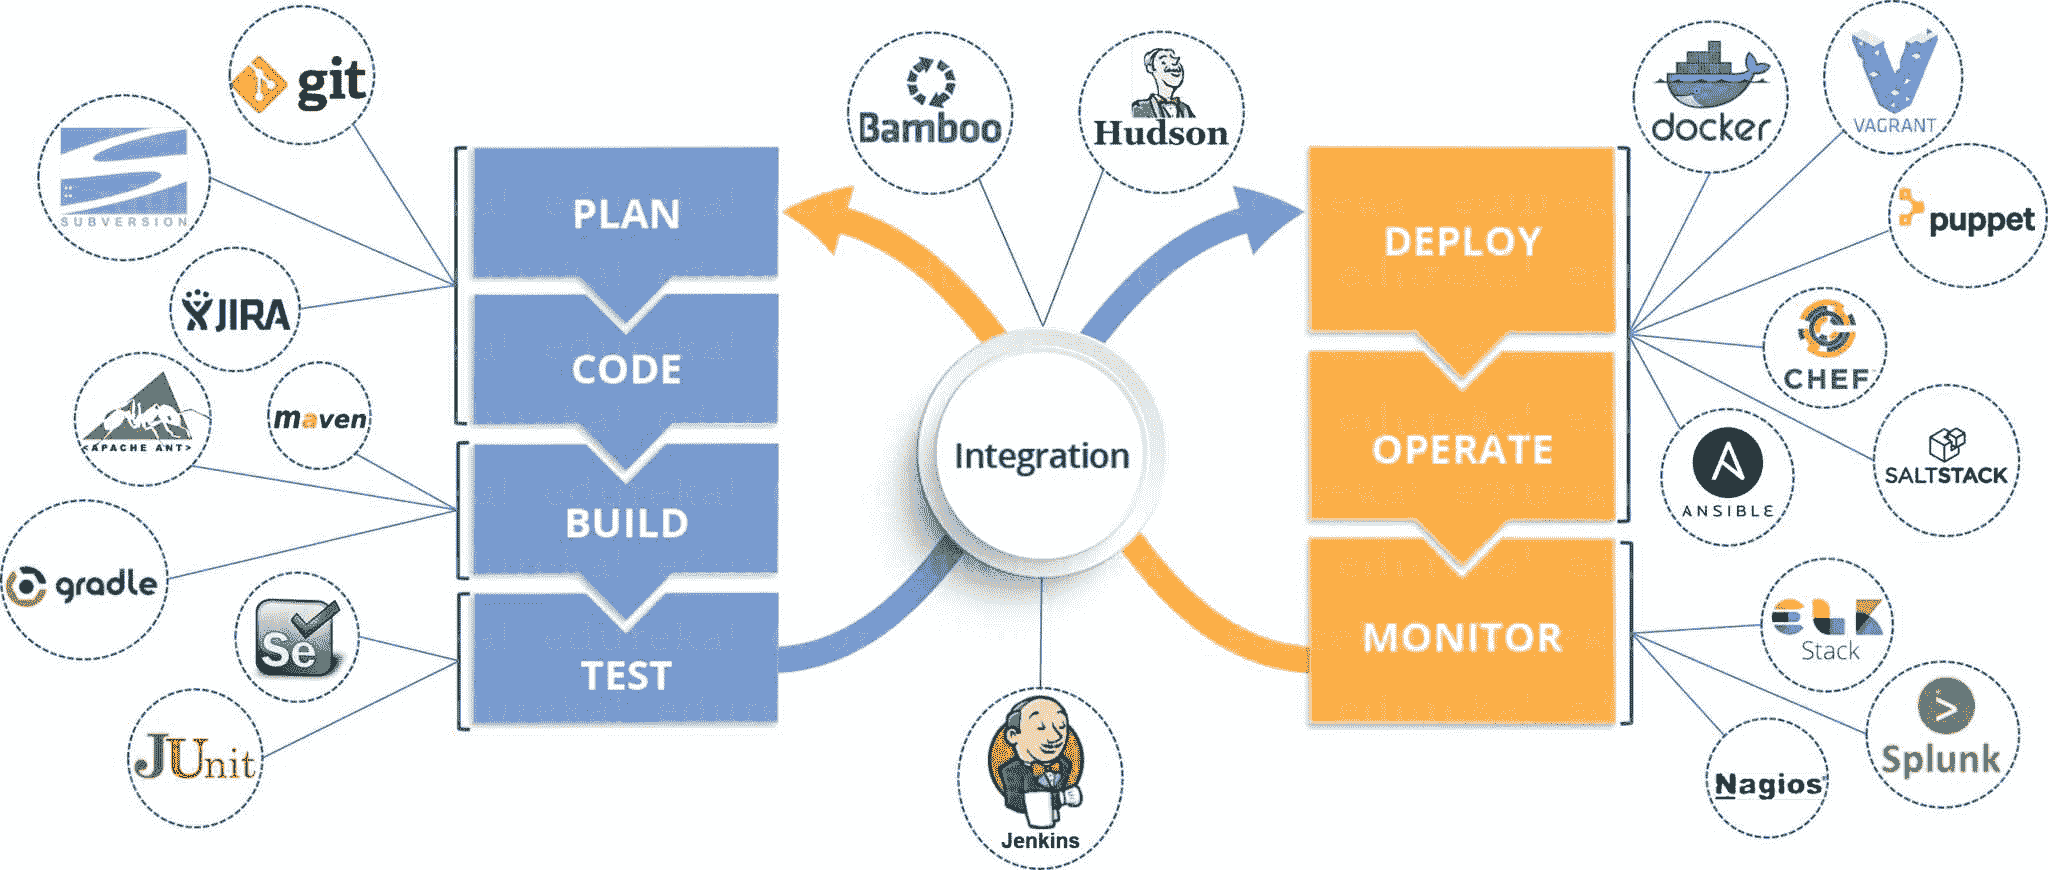 git
SUBVERSION
JIRA
<APACHE ANT>
maven
gradle
Se
JUnit
PLAN
CODE
BUILD
TEST
Bamboo
Hudson
Integration
Jenkins
DEPLOY
OPERATE
MONITOR
docker
VAGRANT
puppet
CHEF
SALTSTACK
ANSIBLE
ELK
Stack
Splunk
Nagios